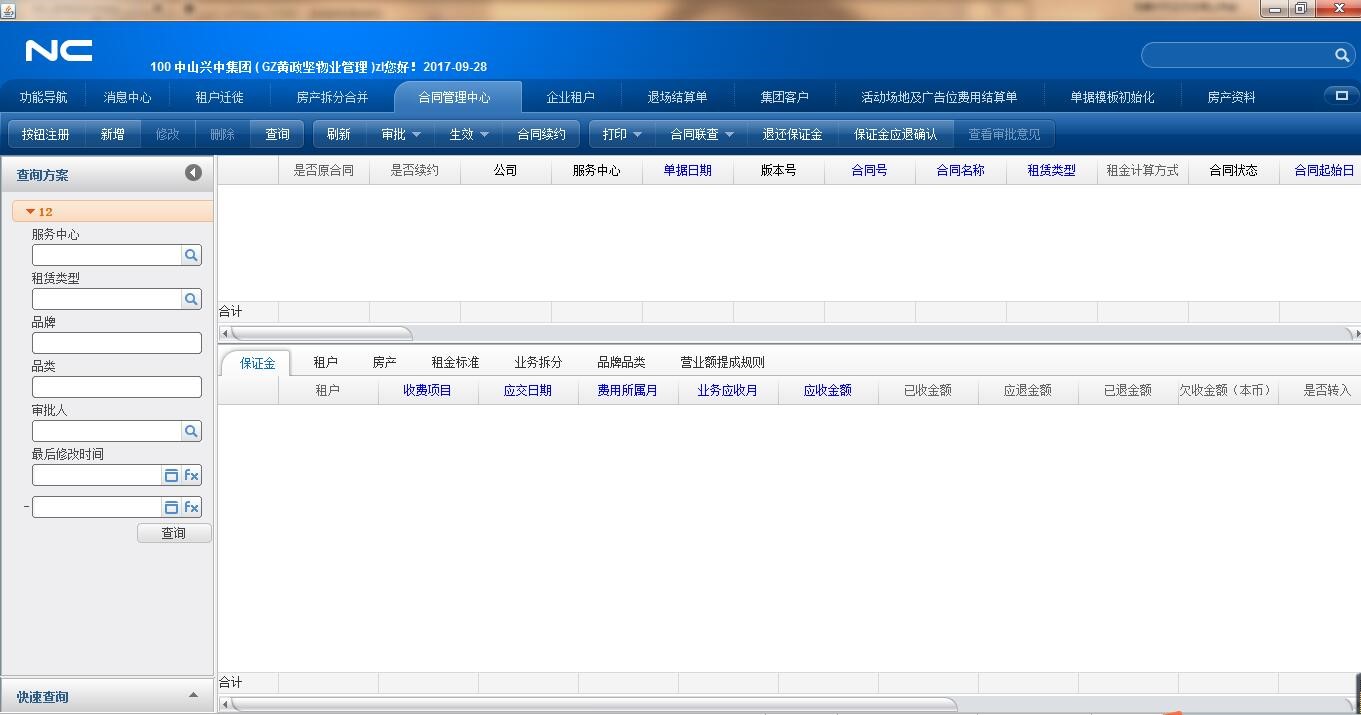 NC
100 中山兴中集团 ( GZ黄政坚物业管理 )zl您好！2017-09-28
功能导航 消息中心 租户迁徙 房产拆分合并 合同管理中心 企业租户 退场结算单 集团客户 活动场地及广告位费用结算单 单据模板初始化 房产资料
按钮注册 新增 修改 删除 查询 刷新 审批 生效 合同续约 打印 合同联查 退还保证金 保证金应退确认 查看审批意见
查询方案
12
服务中心
租赁类型
品牌
品类
审批人
最后修改时间
fx
- fx
查询
快速查询
是否原合同 是否续约 公司 服务中心 单据日期 版本号 合同号 合同名称 租赁类型 租金计算方式 合同状态 合同起始日
合计
保证金 租户 房产 租金标准 业务拆分 品牌品类 营业额提成规则
租户 收费项目 应交日期 费用所属月 业务应收月 应收金额 已收金额 应退金额 已退金额 欠收金额（本币） 是否转入
合计